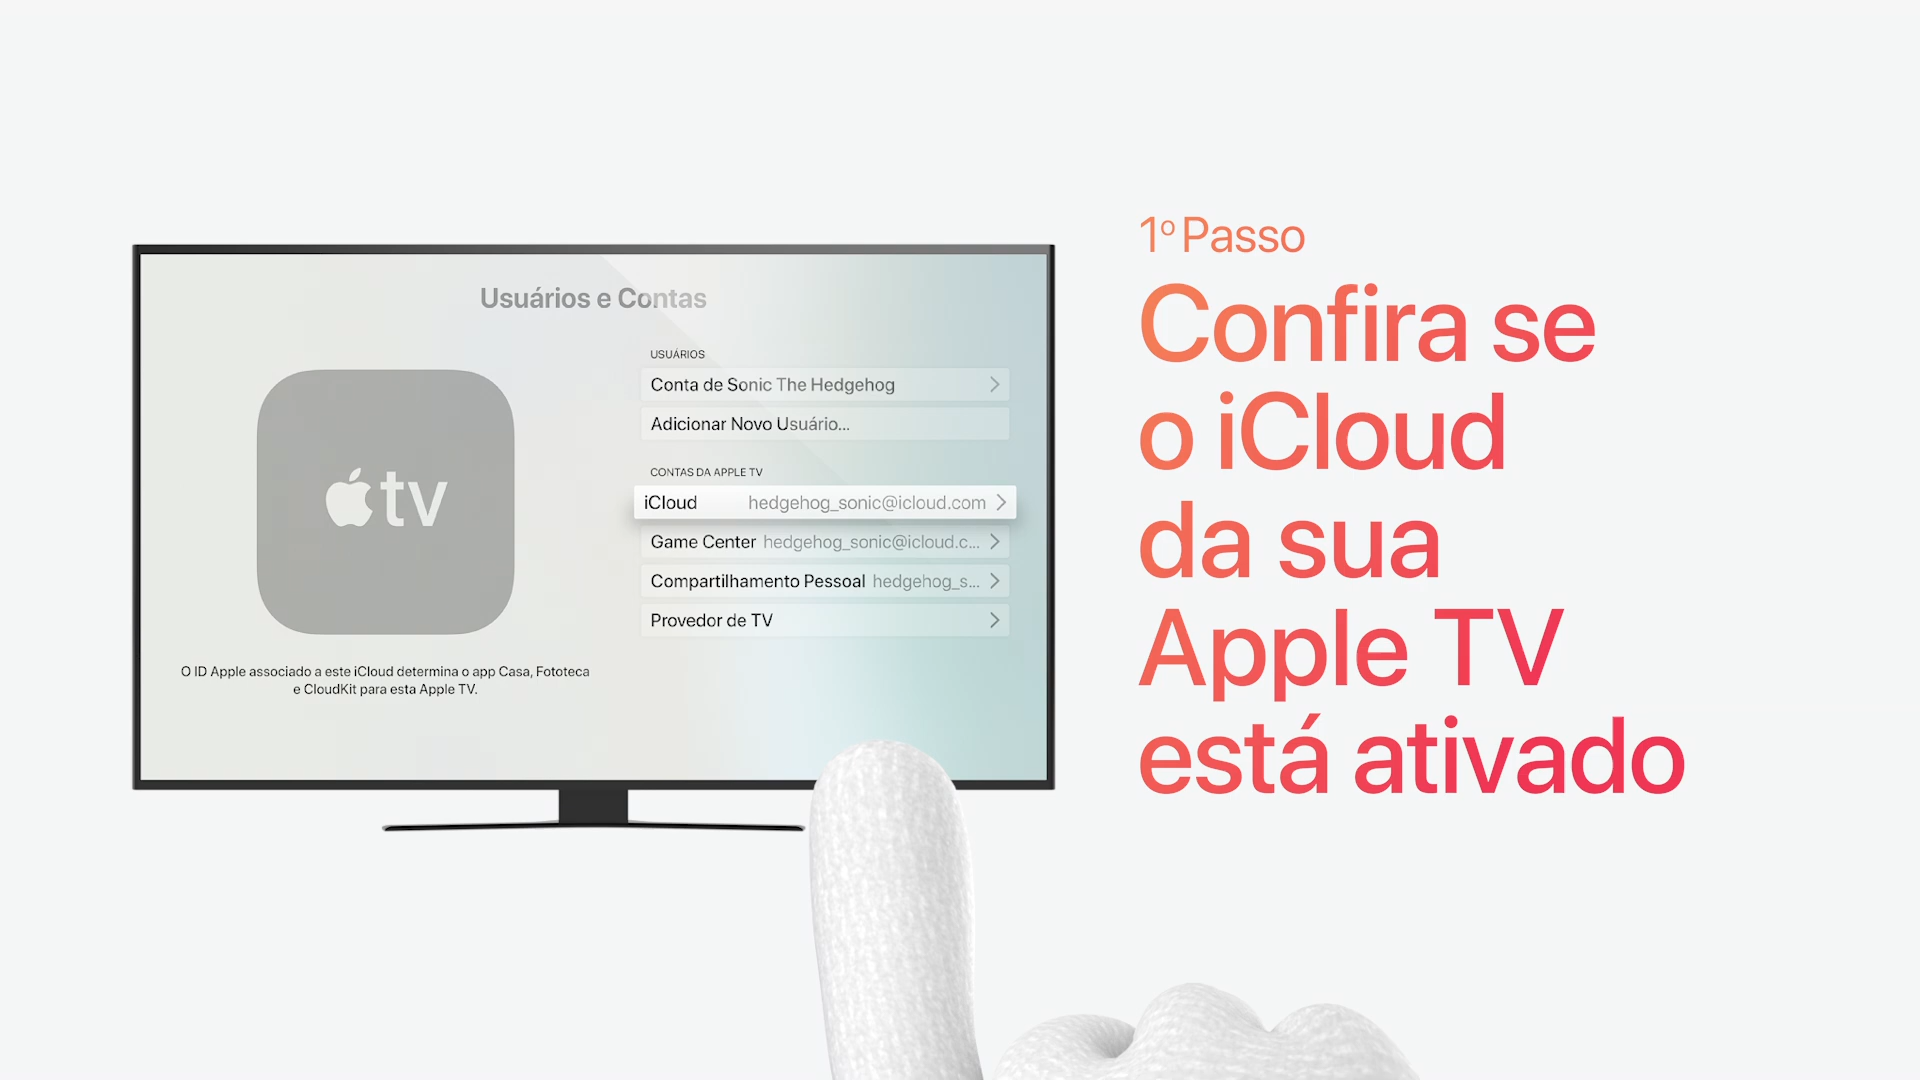 Usuários e Contas
USUÁRIOS
Conta de Sonic The Hedgehog
Adicionar Novo Usuário...
CONTAS DA APPLE TV
iCloud hedgehog_sonic@icloud.com
Game Center hedgehog_sonic@icloud.c...
Compartilhamento Pessoal hedgehog_s...
Provedor de TV
tv
O ID Apple associado a este iCloud determina o app Casa, Fototeca
e CloudKit para esta Apple TV.
1º Passo
Confira se
o iCloud
da sua
Apple TV
está ativado